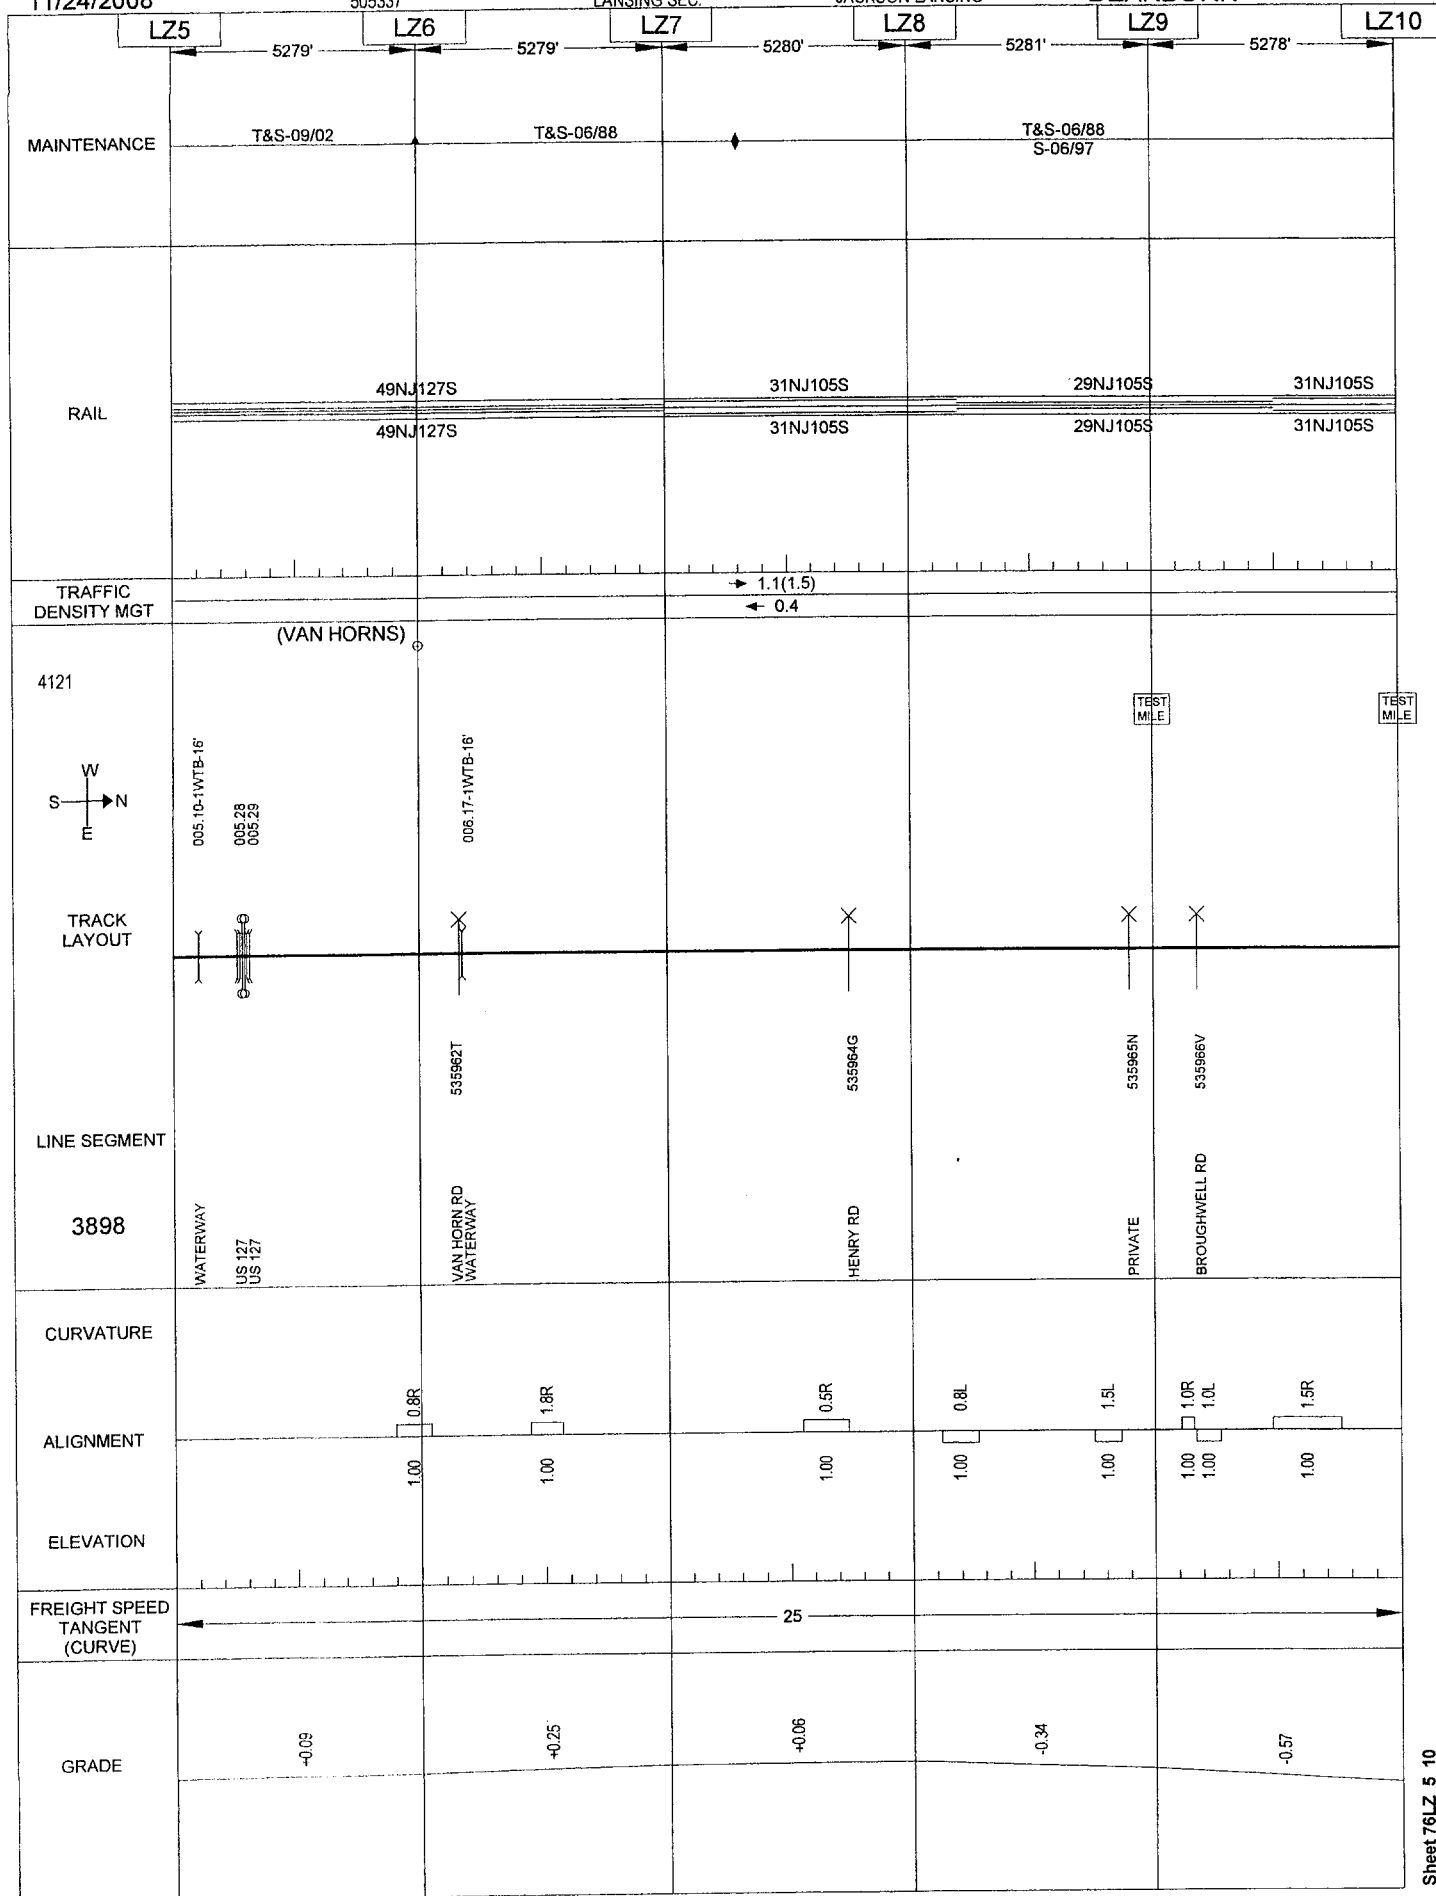 11/24/2008 505337 LANSING SEC. JACKSON-LANSING DEARBORN
LZ5 LZ6 LZ7 LZ8 LZ9 LZ10
5279' 5279' 5280' 5281' 5278'
MAINTENANCE
T&S-09/02 T&S-06/88 T&S-06/88
S-06/97
RAIL
49NJ127S 31NJ105S 29NJ105S 31NJ105S
49NJ127S 31NJ105S 29NJ105S 31NJ105S
TRAFFIC
DENSITY MGT
1.1(1.5)
0.4
(VAN HORNS)
4121
TEST
MILE
TEST
MILE
W
S N
E
005.10-1WTB-16'
005.28
005.29
006.17-1WTB-16'
TRACK
LAYOUT
535962T
535964G
535965N
535966V
LINE SEGMENT
3898
WATERWAY
US 127
US 127
VAN HORN RD
WATERWAY
HENRY RD
PRIVATE
BROUGHWELL RD
CURVATURE
0.8R 1.8R 0.5R 0.8L 1.5L 1.0R 1.0L 1.5R
ALIGNMENT
1.00 1.00 1.00 1.00 1.00 1.00 1.00 1.00
ELEVATION
FREIGHT SPEED
TANGENT
(CURVE)
25
GRADE
+0.09 +0.25 +0.06 -0.34 -0.57
Sheet 76LZ 5 10